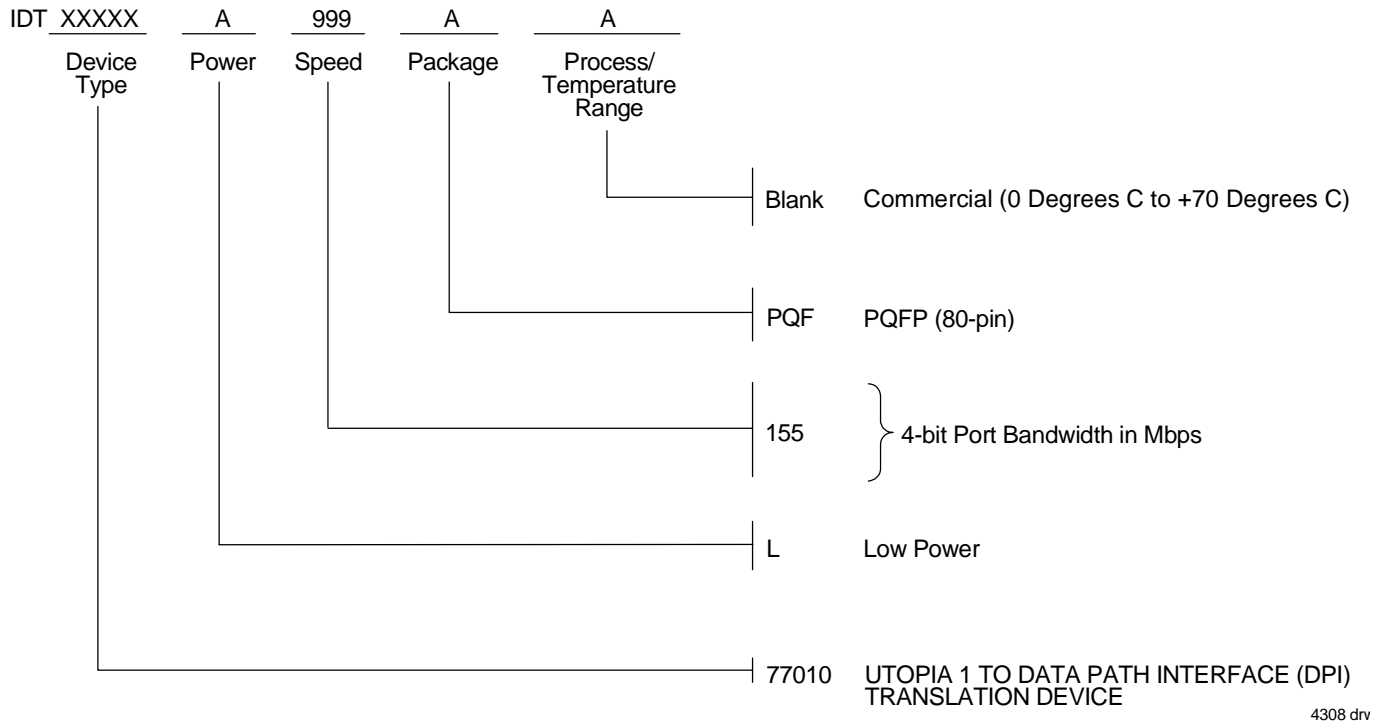 IDT XXXXX A 999 A A
Device Type Power Speed Package Process/ Temperature Range
Blank Commercial (0 Degrees C to +70 Degrees C)
PQF PQFP (80-pin)
155 4-bit Port Bandwidth in Mbps
L Low Power
77010 UTOPIA 1 TO DATA PATH INTERFACE (DPI)
TRANSLATION DEVICE
4308 drv